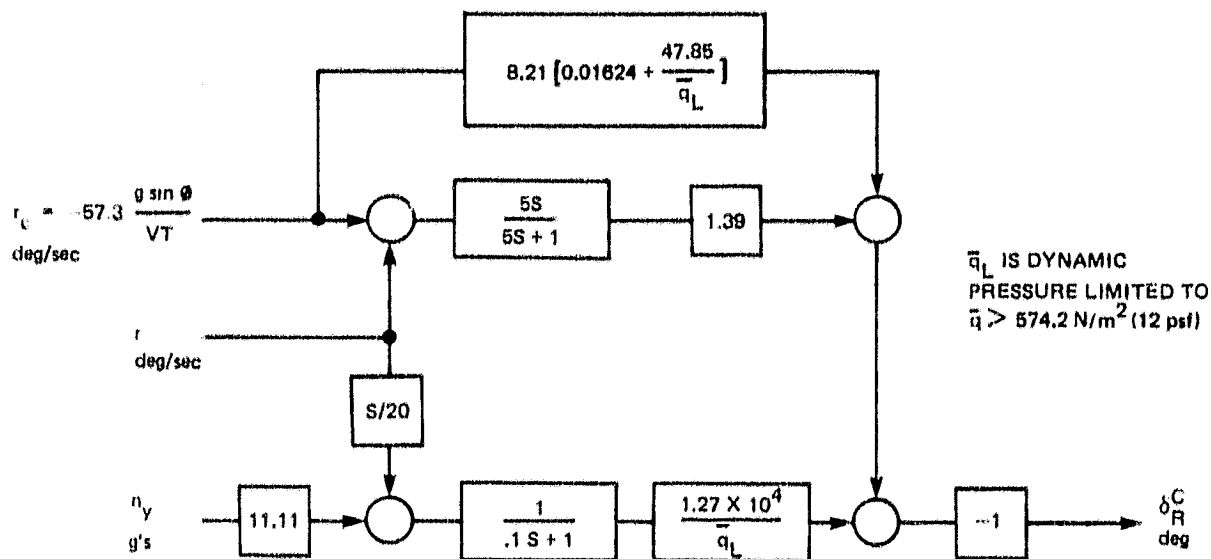 8.21 [0.01624 + 47.85 / q̅L ]
r_c = -57.3 g sin ø / VT
deg/sec
5S / 5S + 1
1.39
q̅L IS DYNAMIC
PRESSURE LIMITED TO
q̅ > 574.2 N/m² (12 psf)
r
deg/sec
S/20
n_y
g's
11.11
1 / .1 S + 1
1.27 X 10⁴ / q̅L
-1
δ_R^C
deg